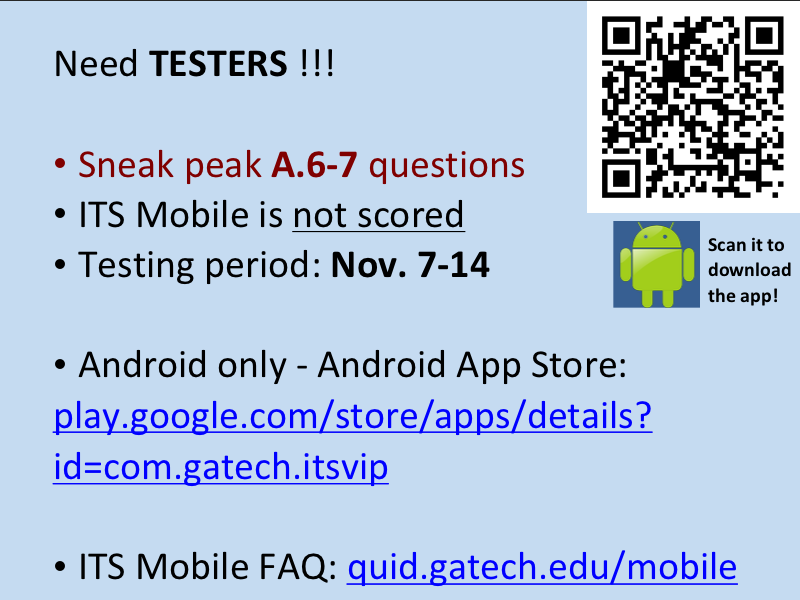 Need TESTERS !!!
• Sneak peak A.6-7 questions
• ITS Mobile is not scored
• Testing period: Nov. 7-14
Scan it to
download
the app!
• Android only - Android App Store:
play.google.com/store/apps/details?
id=com.gatech.itsvip
• ITS Mobile FAQ: quid.gatech.edu/mobile